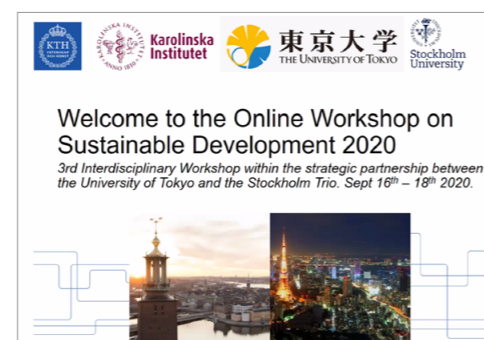 KTH
Karolinska
Institutet
東京大学
THE UNIVERSITY OF TOKYO
Stockholm
University
Welcome to the Online Workshop on
Sustainable Development 2020
3rd Interdisciplinary Workshop within the strategic partnership between
the University of Tokyo and the Stockholm Trio. Sept 16th – 18th 2020.